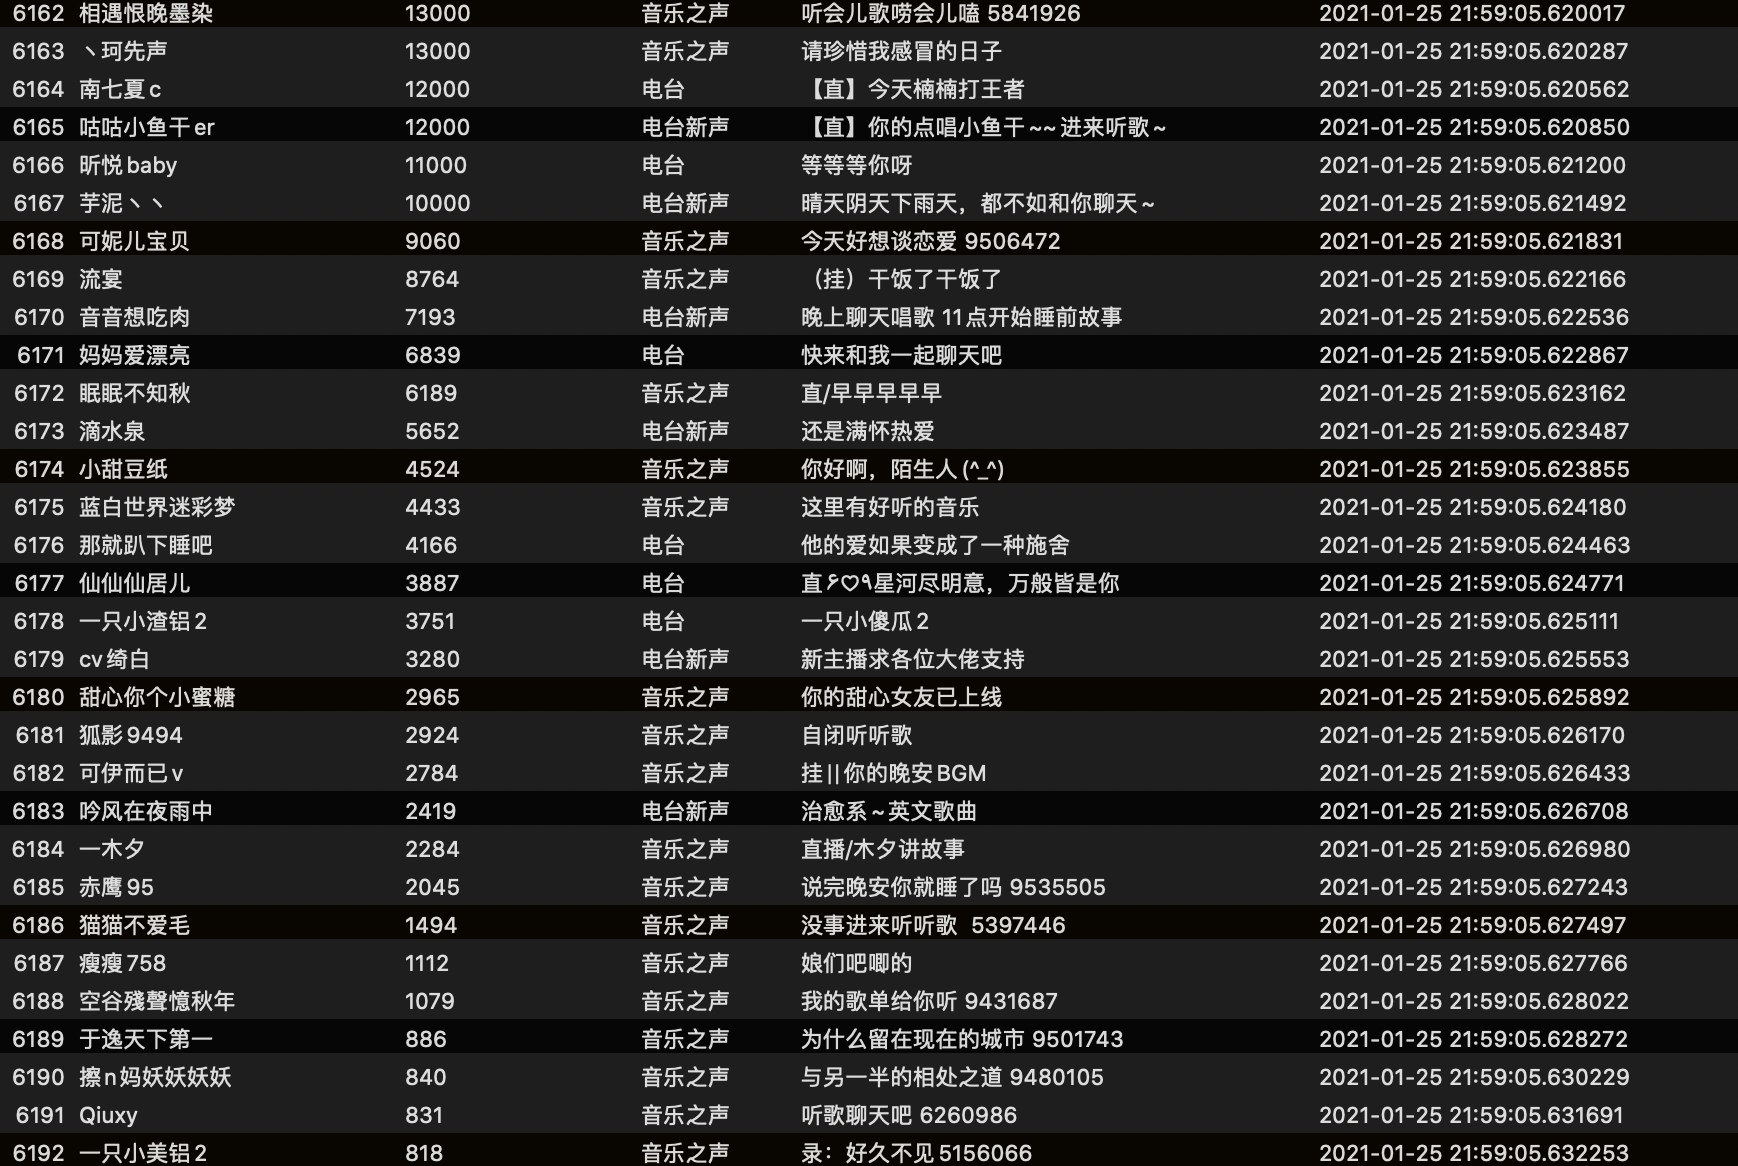 6162 相遇恨晚墨染 13000 音乐之声 听会儿歌唠会儿嗑 5841926 2021-01-25 21:59:05.620017
6163 丶珂先声 13000 音乐之声 请珍惜我感冒的日子 2021-01-25 21:59:05.620287
6164 南七夏c 12000 电台 【直】今天楠楠打王者 2021-01-25 21:59:05.620562
6165 咕咕小鱼干er 12000 电台新声 【直】你的点唱小鱼干~~进来听歌~ 2021-01-25 21:59:05.620850
6166 昕悦baby 11000 电台 等等等你呀 2021-01-25 21:59:05.621200
6167 芋泥丶丶 10000 电台新声 晴天阴天下雨天，都不如和你聊天~ 2021-01-25 21:59:05.621492
6168 可妮儿宝贝 9060 音乐之声 今天好想谈恋爱 9506472 2021-01-25 21:59:05.621831
6169 流宴 8764 音乐之声 （挂）干饭了干饭了 2021-01-25 21:59:05.622166
6170 音音想吃肉 7193 电台新声 晚上聊天唱歌 11点开始睡前故事 2021-01-25 21:59:05.622536
6171 妈妈爱漂亮 6839 电台 快来和我一起聊天吧 2021-01-25 21:59:05.622867
6172 眠眠不知秋 6189 音乐之声 直/早早早早早 2021-01-25 21:59:05.623162
6173 滴水泉 5652 电台新声 还是满怀热爱 2021-01-25 21:59:05.623487
6174 小甜豆纸 4524 音乐之声 你好啊，陌生人(^_^) 2021-01-25 21:59:05.623855
6175 蓝白世界迷彩梦 4433 音乐之声 这里有好听的音乐 2021-01-25 21:59:05.624180
6176 那就趴下睡吧 4166 电台 他的爱如果变成了一种施舍 2021-01-25 21:59:05.624463
6177 仙仙仙居儿 3887 电台 直۶♡٩星河尽明意，万般皆是你 2021-01-25 21:59:05.624771
6178 一只小渣铝2 3751 电台 一只小傻瓜2 2021-01-25 21:59:05.625111
6179 cv绮白 3280 电台新声 新主播求各位大佬支持 2021-01-25 21:59:05.625553
6180 甜心你个小蜜糖 2965 音乐之声 你的甜心女友已上线 2021-01-25 21:59:05.625892
6181 狐影9494 2924 音乐之声 自闭听听歌 2021-01-25 21:59:05.626170
6182 可伊而已v 2784 音乐之声 挂||你的晚安BGM 2021-01-25 21:59:05.626433
6183 吟风在夜雨中 2419 电台新声 治愈系~英文歌曲 2021-01-25 21:59:05.626708
6184 一木夕 2284 音乐之声 直播/木夕讲故事 2021-01-25 21:59:05.626980
6185 赤鹰95 2045 音乐之声 说完晚安你就睡了吗 9535505 2021-01-25 21:59:05.627243
6186 猫猫不爱毛 1494 音乐之声 没事进来听听歌 5397446 2021-01-25 21:59:05.627497
6187 瘦瘦758 1112 音乐之声 娘们吧唧的 2021-01-25 21:59:05.627766
6188 空谷殘聲憶秋年 1079 音乐之声 我的歌单给你听 9431687 2021-01-25 21:59:05.628022
6189 于逸天下第一 886 音乐之声 为什么留在现在的城市 9501743 2021-01-25 21:59:05.628272
6190 擦n妈妖妖妖妖 840 音乐之声 与另一半的相处之道 9480105 2021-01-25 21:59:05.630229
6191 Qiuxy 831 音乐之声 听歌聊天吧 6260986 2021-01-25 21:59:05.631691
6192 一只小美铝2 818 音乐之声 录：好久不见5156066 2021-01-25 21:59:05.632253